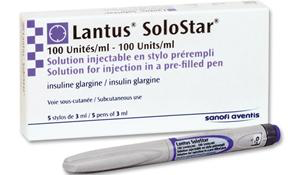 Lantus® SoloStar®
100 Unités/ml - 100 Units/ml
Solution injectable en stylo prérempli
Solution for injection in a pre-filled pen
insuline glargine / insulin glargine
Voie sous-cutanée / Subcutaneous use
5 stylos de 3 ml / 5 pens of 3 ml
sanofi aventis
Lantus® SoloStar®